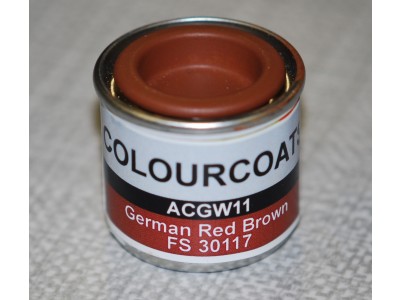 COLOURCOATS
ACGW11
German Red Brown
FS 30117